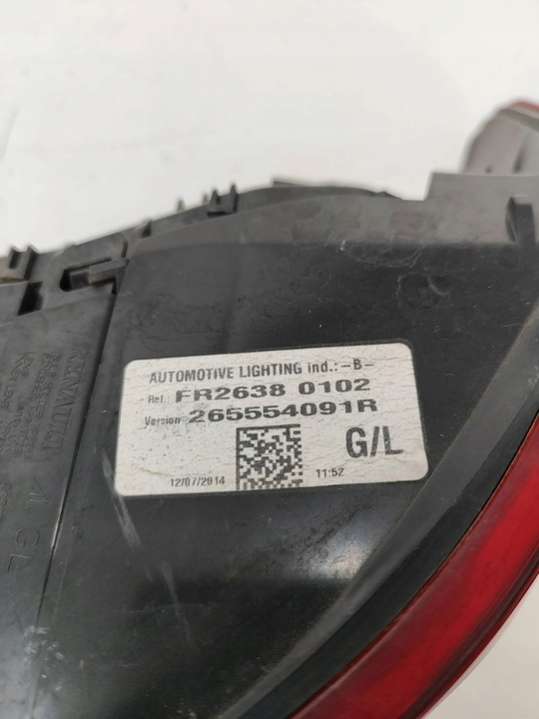 AUTOMOTIVE LIGHTING ind.:-B-
Ref. FR2638 0102
Version 265554091R
G/L
12/07/2014 11:52